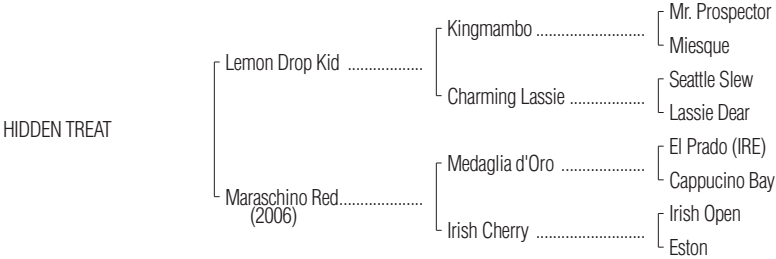 Mr. Prospector
Kingmambo ..........................
Miesque
Lemon Drop Kid ..................
Seattle Slew
Charming Lassie ..................
Lassie Dear
HIDDEN TREAT
El Prado (IRE)
Medaglia d'Oro ....................
Cappucino Bay
Maraschino Red....................
(2006)
Irish Open
Irish Cherry ..........................
Eston